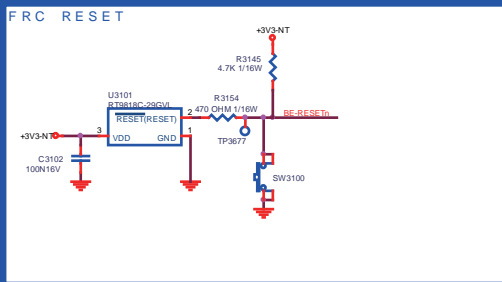 FRC RESET
+3V3-NT
R3145
4.7K 1/16W
U3101
RT9818C-29GVL
R3154
470 OHM 1/16W
RESET(RESET)
2
BE-RESETn
+3V3-NT
3
VDD
GND
1
TP3677
C3102
100N16V
SW3100